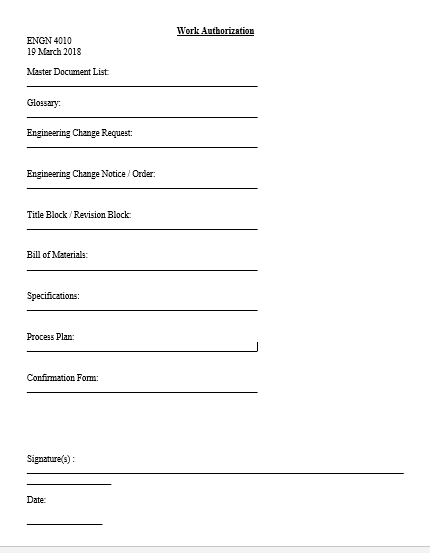 Work Authorization
ENGN 4010
19 March 2018
Master Document List:
Glossary:
Engineering Change Request:
Engineering Change Notice / Order:
Title Block / Revision Block:
Bill of Materials:
Specifications:
Process Plan:
Confirmation Form:
Signature(s) :
Date: